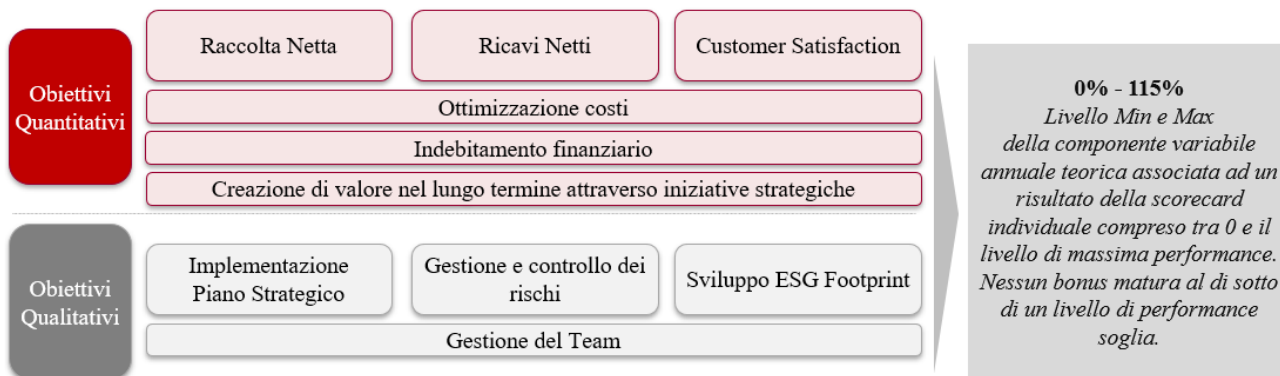 Obiettivi
Quantitativi
Raccolta Netta
Ricavi Netti
Customer Satisfaction
Ottimizzazione costi
Indebitamento finanziario
Creazione di valore nel lungo termine attraverso iniziative strategiche
Obiettivi
Qualitativi
Implementazione
Piano Strategico
Gestione e controllo dei
rischi
Sviluppo ESG Footprint
Gestione del Team
0% - 115%
Livello Min e Max
della componente variabile
annuale teorica associata ad un
risultato della scorecard
individuale compreso tra 0 e il
livello di massima performance.
Nessun bonus matura al di sotto
di un livello di performance
soglia.